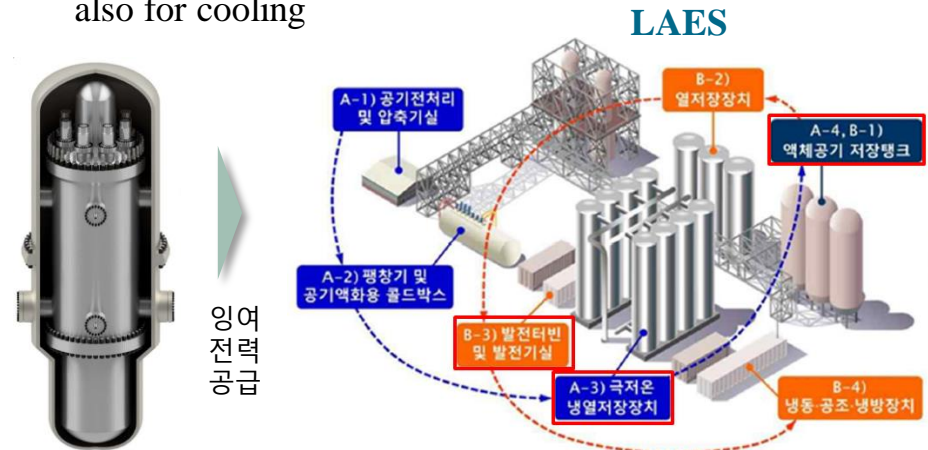 also for cooling
LAES
A-1) 공기전처리
및 압축기실
B-2)
열저장장치
A-4, B-1)
액체공기 저장탱크
A-2) 팽창기 및
공기액화용 콜드박스
잉여
전력
공급
B-3) 발전터빈
및 발전기실
A-3) 극저온
냉열저장장치
B-4)
냉동·공조·냉방장치